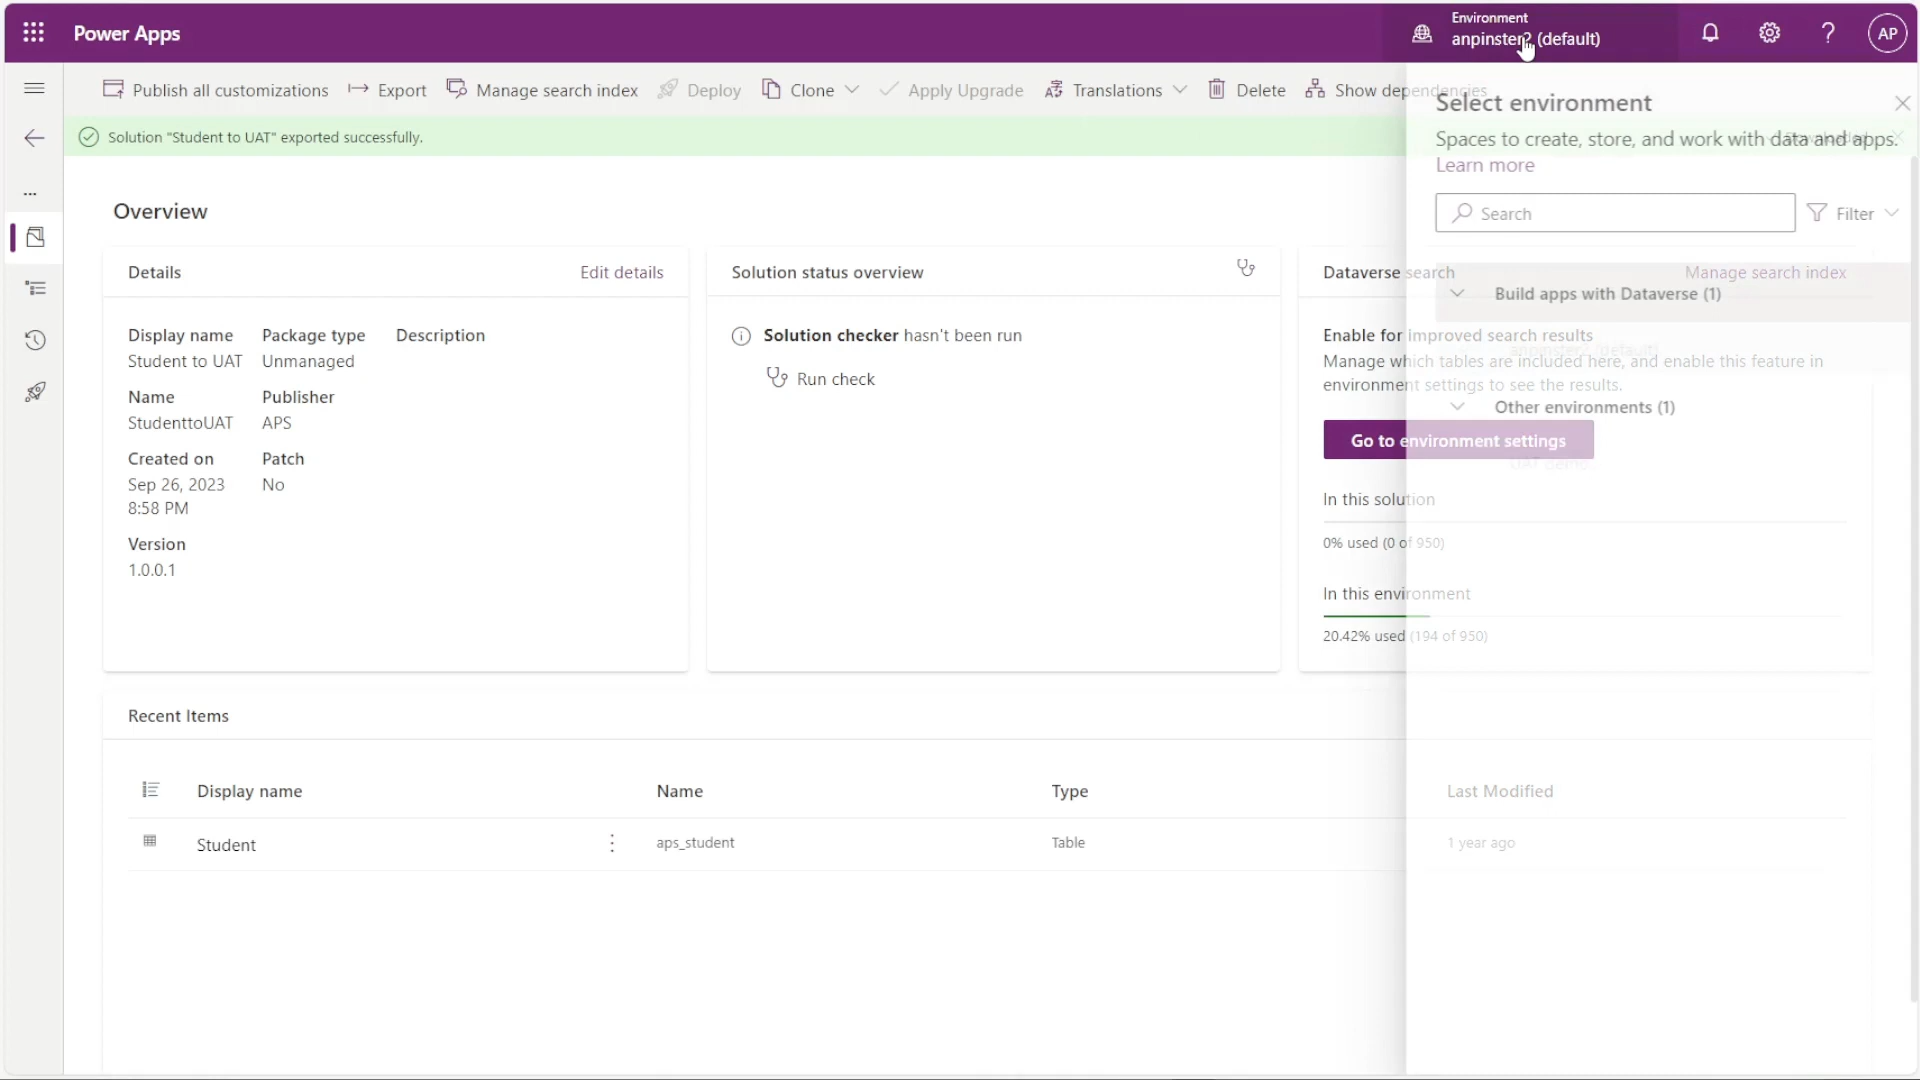 Power Apps
Environment
anpinster2 (default)
?
AP
Publish all customizations
Export
Manage search index
Deploy
Clone
Apply Upgrade
Translations
Delete
Show dependencies
Solution "Student to UAT" exported successfully.
Select environment
Spaces to create, store, and work with data and apps.
Learn more
Search
Filter
Build apps with Dataverse (1)
anpinster2 (default)
Other environments (1)
UAT demo
Overview
Details
Edit details
Display name
Student to UAT
Package type
Unmanaged
Description
Name
StudenttoUAT
Publisher
APS
Created on
Sep 26, 2023
8:58 PM
Patch
No
Version
1.0.0.1
Solution status overview
Solution checker hasn't been run
Run check
Dataverse search
Manage search index
Enable for improved search results
Manage which tables are included here, and enable this feature in
environment settings to see the results.
Go to environment settings
In this solution
0% used (0 of 950)
In this environment
20.42% used (194 of 950)
Recent Items
Display name
Name
Type
Last Modified
Student
aps_student
Table
1 year ago